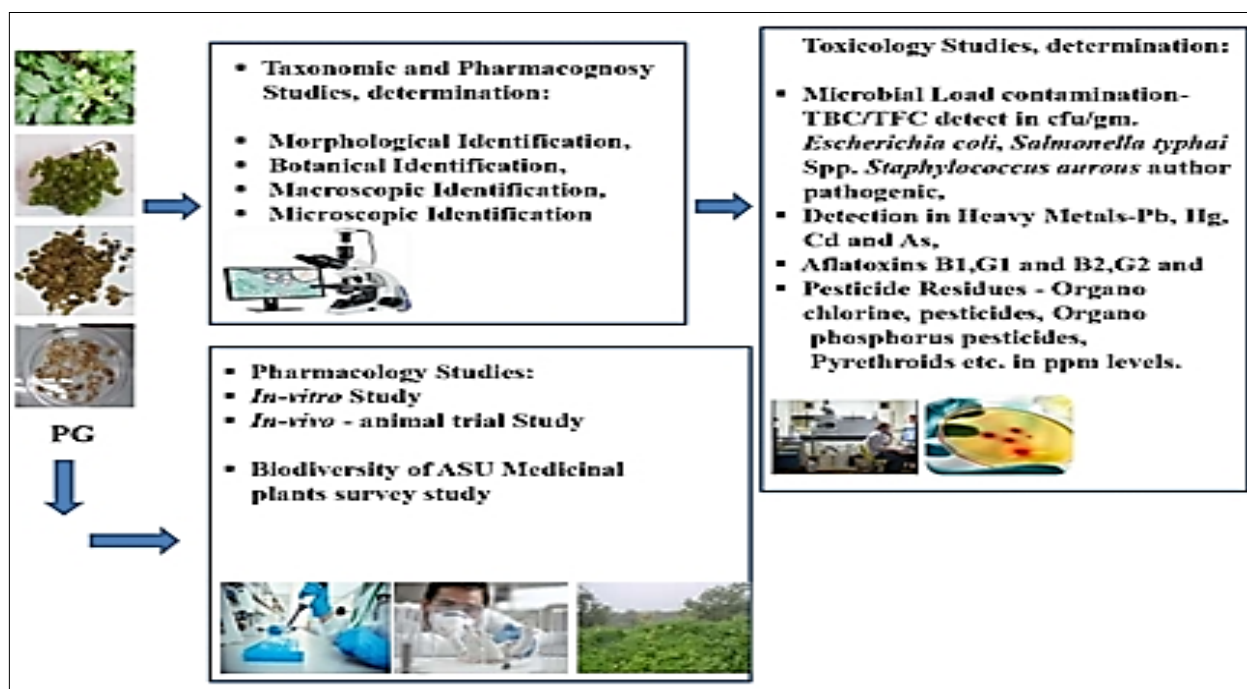 Taxonomic and Pharmacognosy
Studies, determination:
Morphological Identification,
Botanical Identification,
Macroscopic Identification,
Microscopic Identification
Toxicology Studies, determination:
Microbial Load contamination-
TBC/TFC detect in cfu/gm.
Escherichia coli, Salmonella typhai
Spp. Staphylococcus aurous author
pathogenic,
Detection in Heavy Metals-Pb, Hg,
Cd and As,
Aflatoxins B1,G1 and B2,G2 and
Pesticide Residues - Organo
chlorine, pesticides, Organo
phosphorus pesticides,
Pyrethroids etc. in ppm levels.
PG
Pharmacology Studies:
In-vitro Study
In-vivo - animal trial Study
Biodiversity of ASU Medicinal
plants survey study